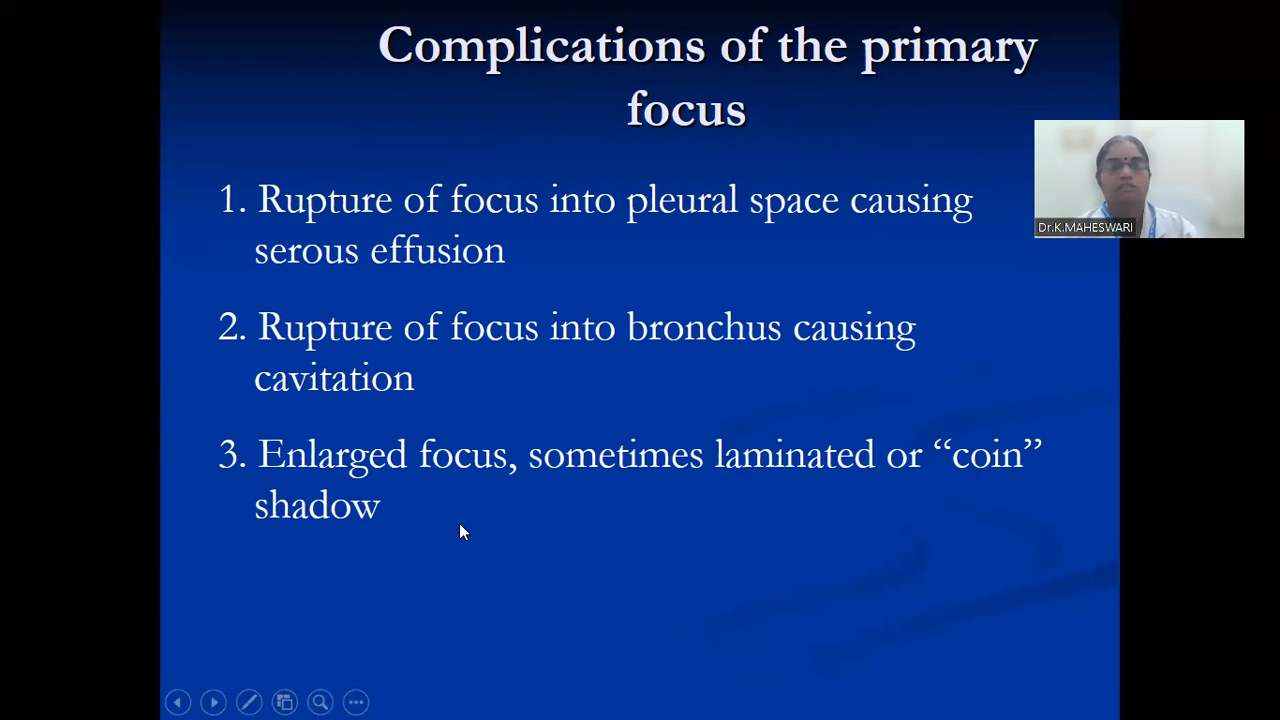 Complications of the primary
focus
1. Rupture of focus into pleural space causing
serous effusion
2. Rupture of focus into bronchus causing
cavitation
3. Enlarged focus, sometimes laminated or “coin”
shadow
Dr.K.MAHESWARI